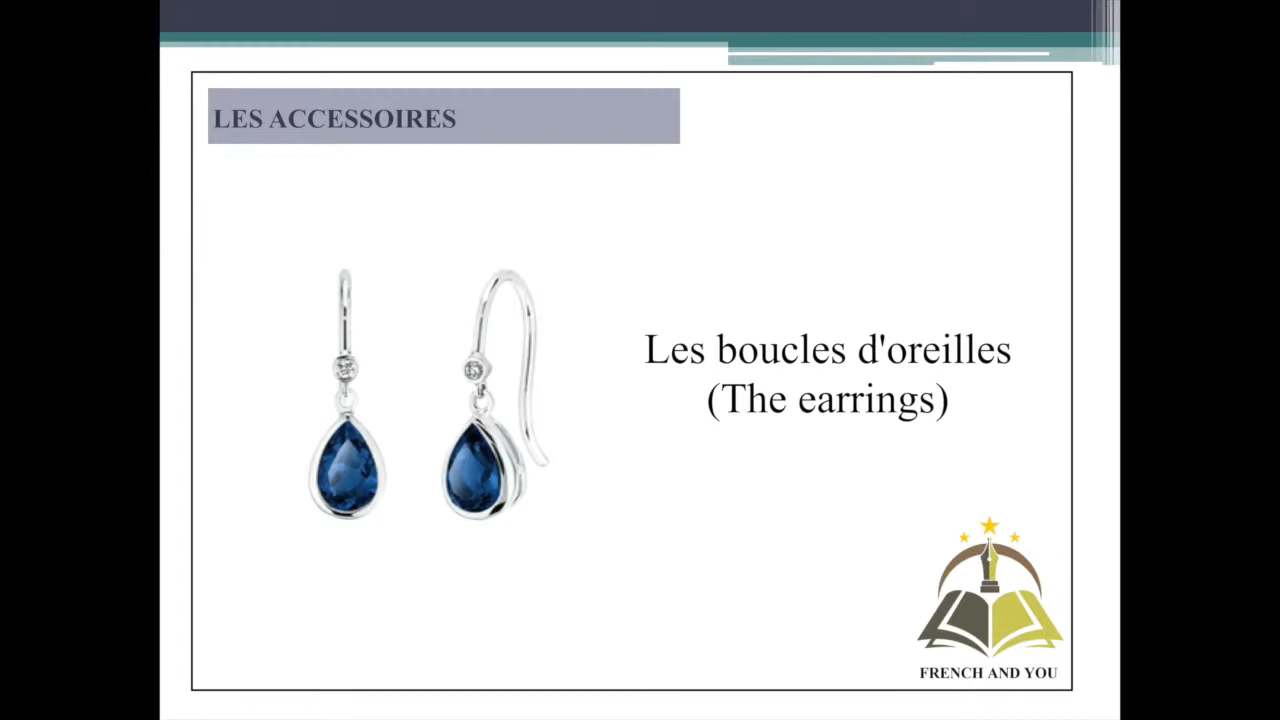 LES ACCESSOIRES
Les boucles d'oreilles
(The earrings)
FRENCH AND YOU